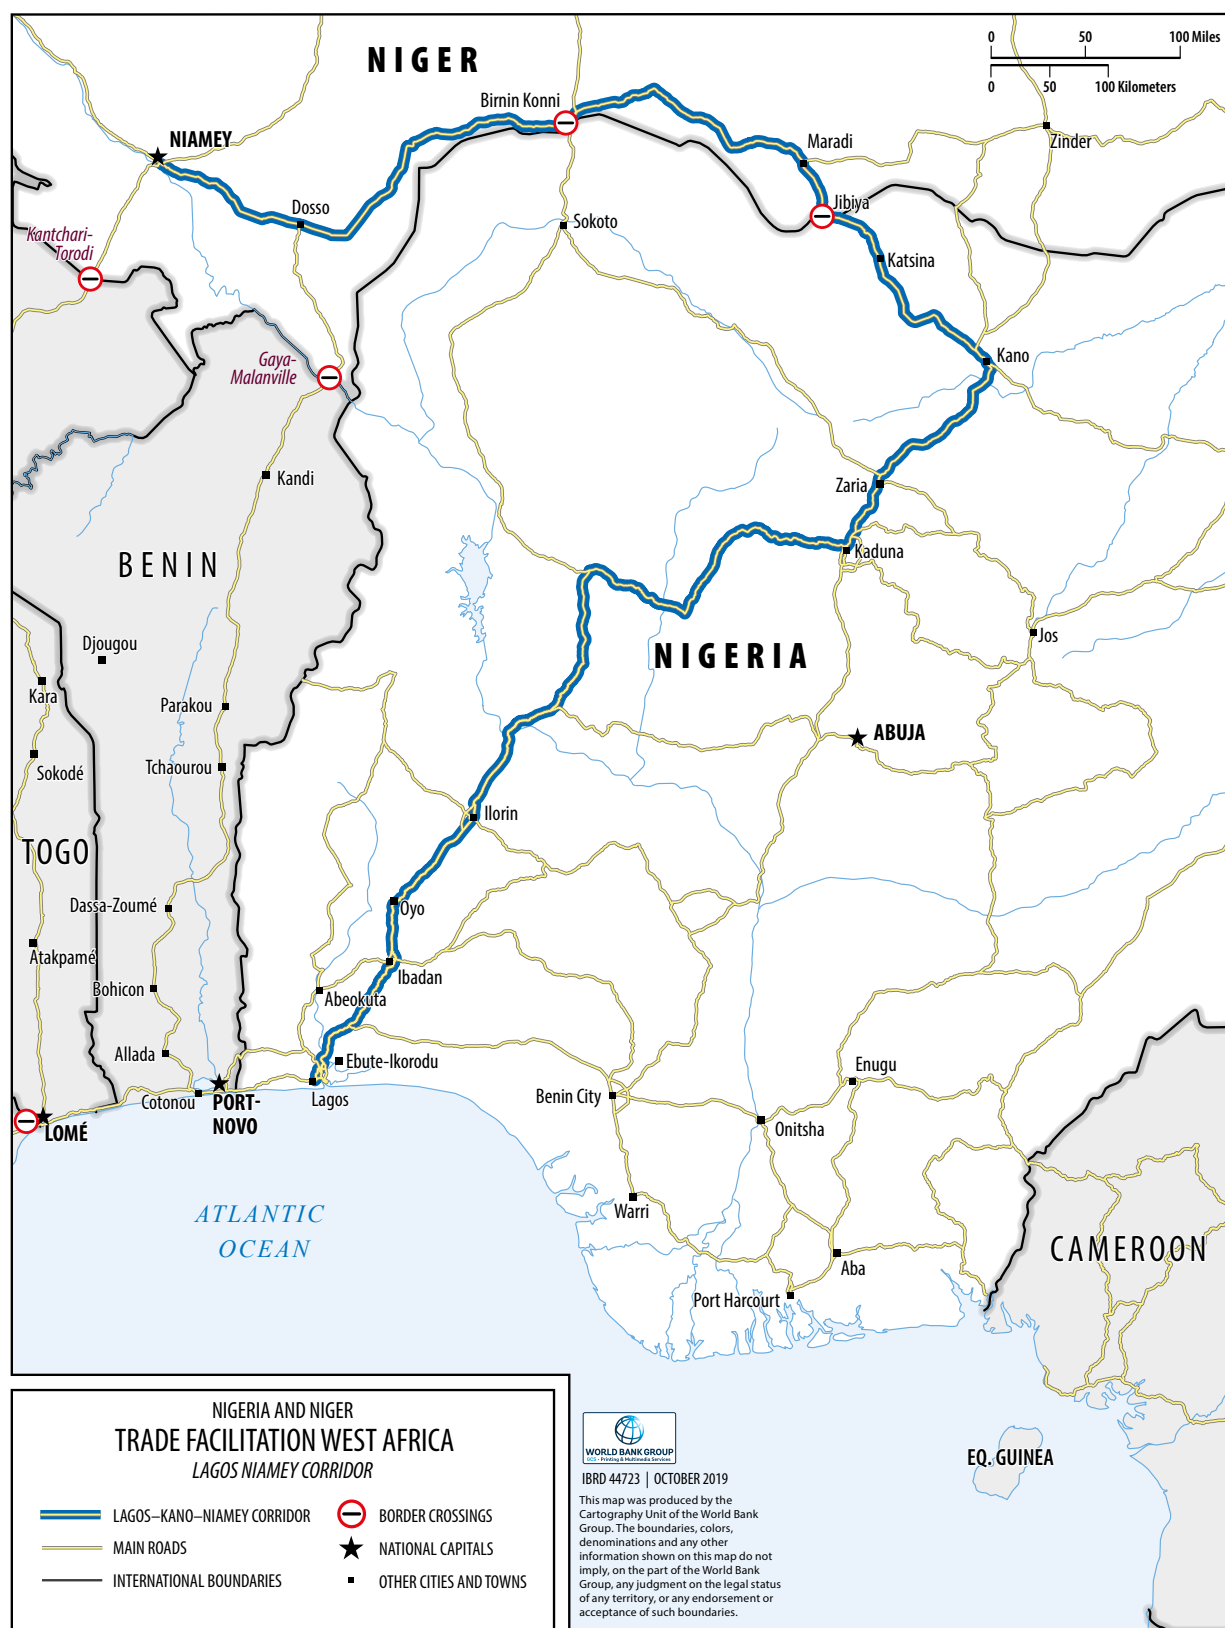 NIGER
0 50 100 Miles
0 50 100 Kilometers
Birnin Konni
NIAMEY
Maradi
Zinder
Dosso
Jibiya
Sokoto
Kantchari-
Torodi
Katsina
Gaya-
Malanville
Kano
Kandi
Zaria
BENIN
Kaduna
Djougou
Jos
NIGERIA
Kara
Parakou
ABUJA
Sokodé
Tchaourou
Ilorin
TOGO
Dassa-Zoumé
Oyo
Atakpamé
Ibadan
Bohicon
Abeokuta
Allada
Ebute-Ikorodu
Enugu
Cotonou
PORT-
NOVO
Lagos
Benin City
LOMÉ
Onitsha
ATLANTIC
OCEAN
Warri
CAMEROON
Aba
Port Harcourt
NIGERIA AND NIGER
TRADE FACILITATION WEST AFRICA
LAGOS NIAMEY CORRIDOR
LAGOS–KANO–NIAMEY CORRIDOR
MAIN ROADS
INTERNATIONAL BOUNDARIES
BORDER CROSSINGS
NATIONAL CAPITALS
OTHER CITIES AND TOWNS
WORLD BANK GROUP
GCS - Printing & Multimedia Services
IBRD 44723 | OCTOBER 2019
This map was produced by the
Cartography Unit of the World Bank
Group. The boundaries, colors,
denominations and any other
information shown on this map do not
imply, on the part of the World Bank
Group, any judgment on the legal status
of any territory, or any endorsement or
acceptance of such boundaries.
EQ. GUINEA